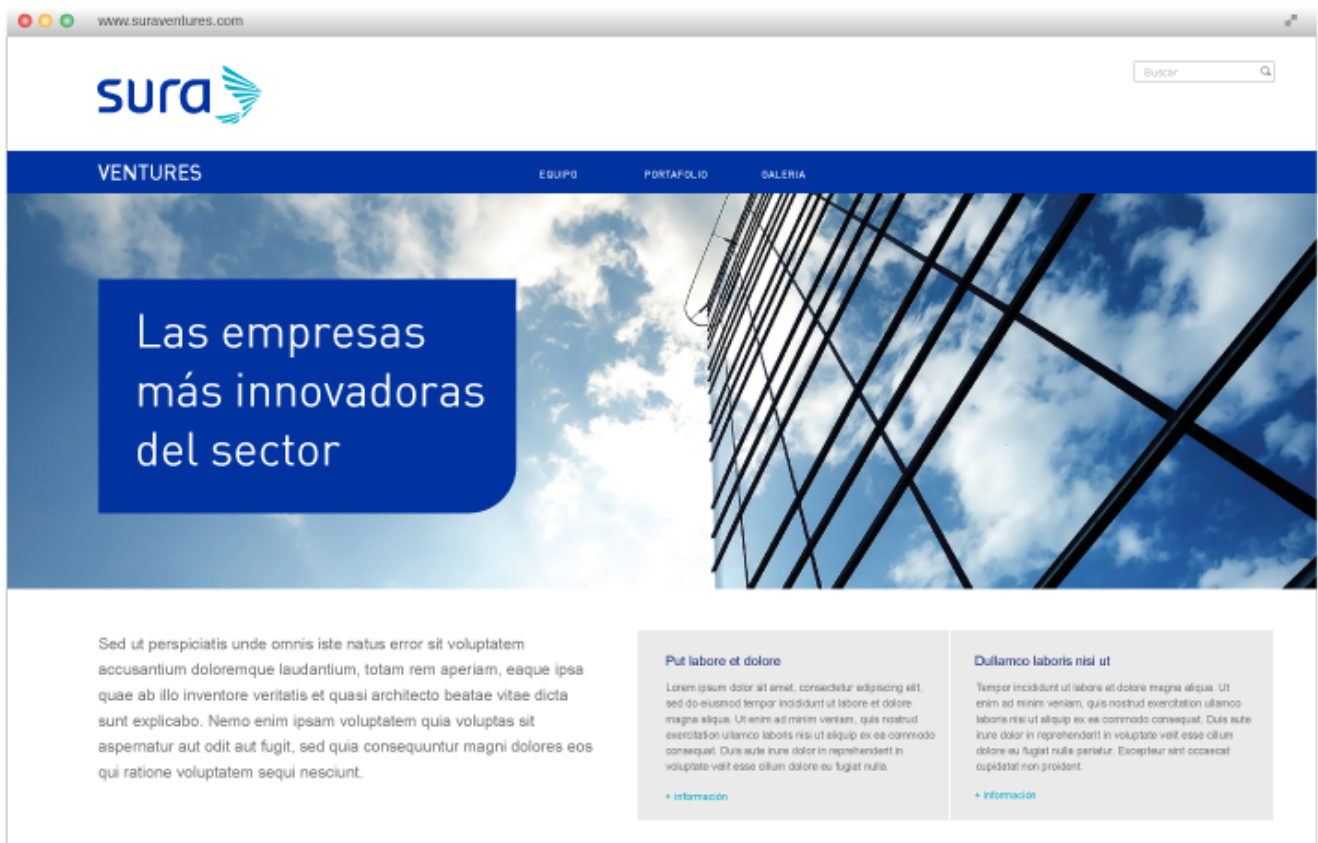 www.suraventures.com
sura
Buscar
VENTURES
EQUIPO
PORTAFOLIO
GALERIA
Las empresas
más innovadoras
del sector
Sed ut perspiciatis unde omnis iste natus error sit voluptatem
accusantium doloremque laudantium, totam rem aperiam, eaque ipsa
quae ab illo inventore veritatis et quasi architecto beatae vitae dicta
sunt explicabo. Nemo enim ipsam voluptatem quia voluptas sit
aspernatur aut odit aut fugit, sed quia consequuntur magni dolores eos
qui ratione voluptatem sequi nesciunt.
Put labore et dolore
Lorem ipsum dolor sit amet, consectetur adipiscing elit,
sed do eiusmod tempor incididunt ut labore et dolore
magna aliqua. Ut enim ad minim veniam, quis nostrud
exercitation ullamco laboris nisi ut aliquip ex ea commodo
consequat. Duis aute irure dolor in reprehenderit in
voluptate velit esse cillum dolore eu fugiat nulla.
+ información
Dullamco laboris nisi ut
Tempor incididunt ut labore et dolore magna aliqua. Ut
enim ad minim veniam, quis nostrud exercitation ullamco
laboris nisi ut aliquip ex ea commodo consequat. Duis aute
irure dolor in reprehenderit in voluptate velit esse cillum
dolore eu fugiat nulla pariatur. Excepteur sint occaecat
cupidatat non proident.
+ información